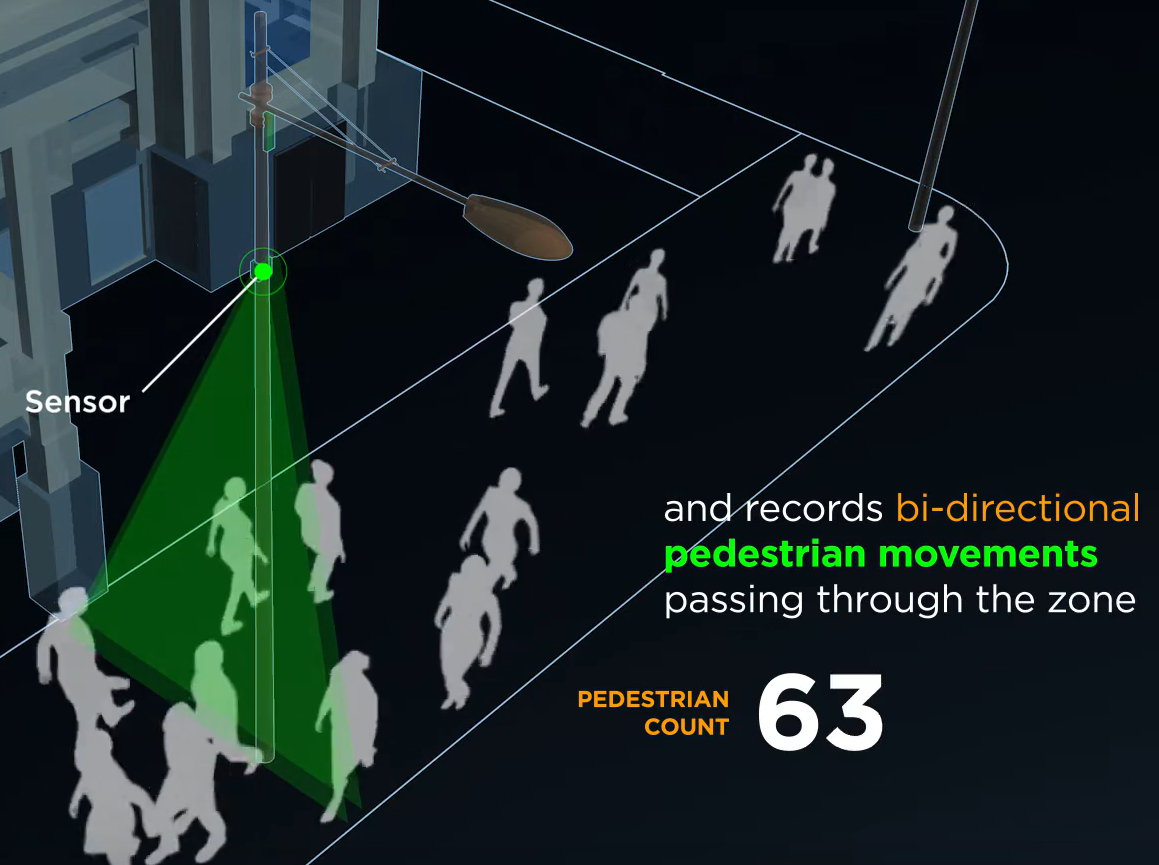 Sensor
and records bi-directional
pedestrian movements
passing through the zone
PEDESTRIAN
COUNT
63